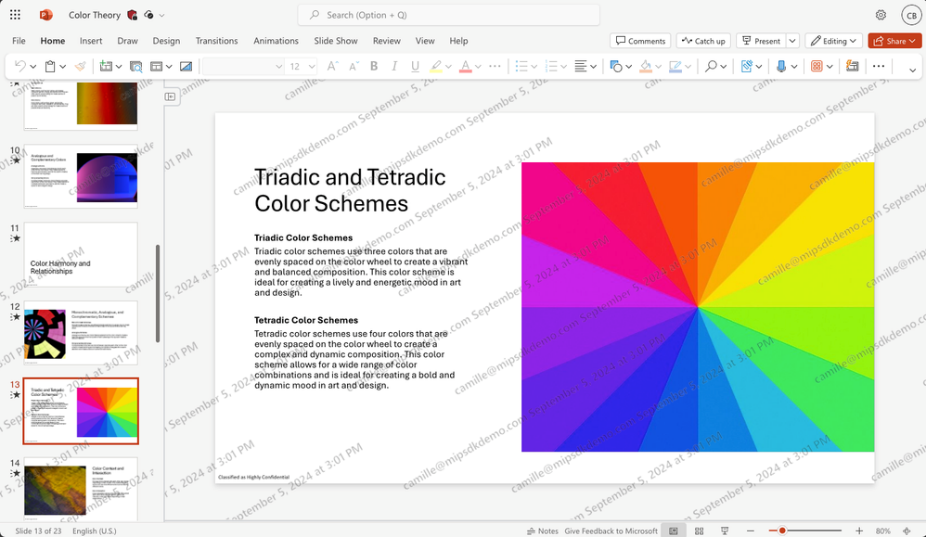 Color Theory
Search (Option + Q)
CB
File Home Insert Draw Design Transitions Animations Slide Show Review View Help
Comments Catch up Present Editing Share
12
B I U
10
Analogous and
Complementary Colors
11
Color Harmony and
Relationships
12
Monochromatic, Analogous, and
Complementary Schemes
13
Triadic and Tetradic
Color Schemes
14
Color Context and
Interaction
Triadic and Tetradic
Color Schemes
Triadic Color Schemes
Triadic color schemes use three colors that are
evenly spaced on the color wheel to create a vibrant
and balanced composition. This color scheme is
ideal for creating a lively and energetic mood in art
and design.
Tetradic Color Schemes
Tetradic color schemes use four colors that are
evenly spaced on the color wheel to create a
complex and dynamic composition. This color
scheme allows for a wide range of color
combinations and is ideal for creating a bold and
dynamic mood in art and design.
Classified as Highly Confidential
camille@mipsdkdemo.com September 5, 2024 at 3:01 PM
Slide 13 of 23 English (U.S.)
Notes Give Feedback to Microsoft
80%